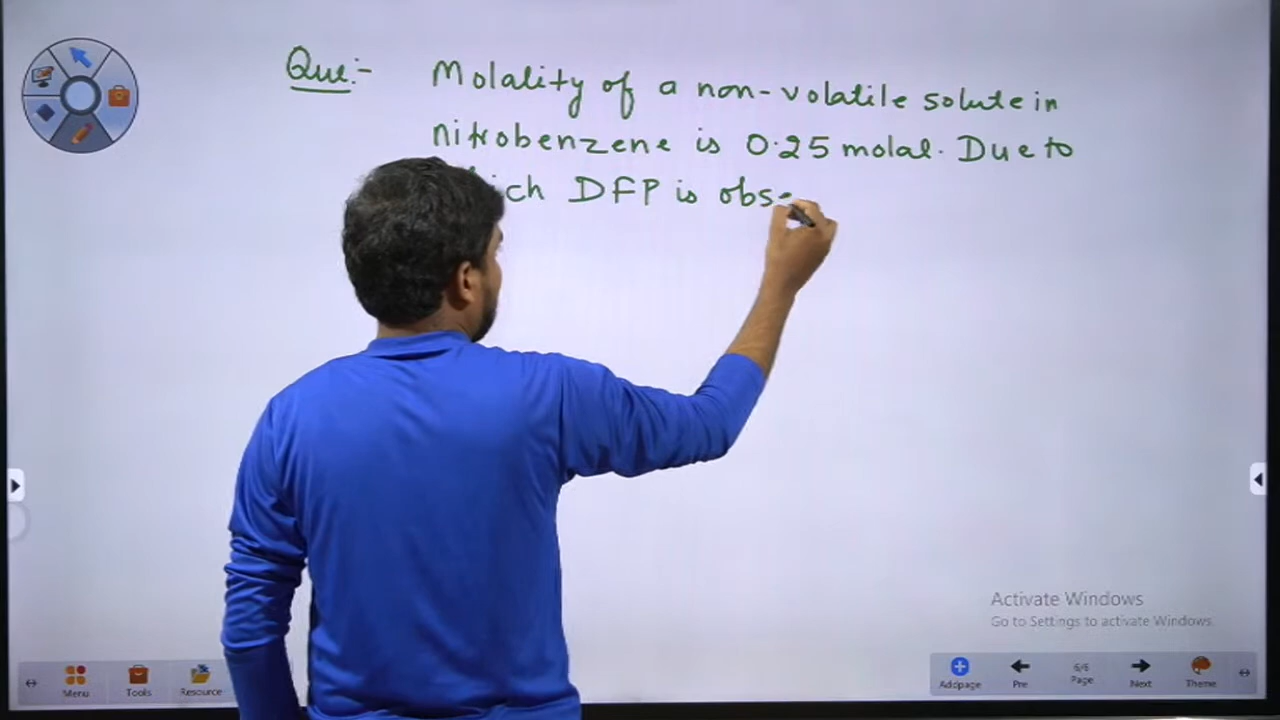 Que:- Molality of a non-volatile solute in
nitrobenzene is 0.25 molal. Due to
DFP is obs
Activate Windows
Go to Settings to activate Windows.
Menu
Tools
Resource
Addpage
Pre
6/6
Page
Next
Theme